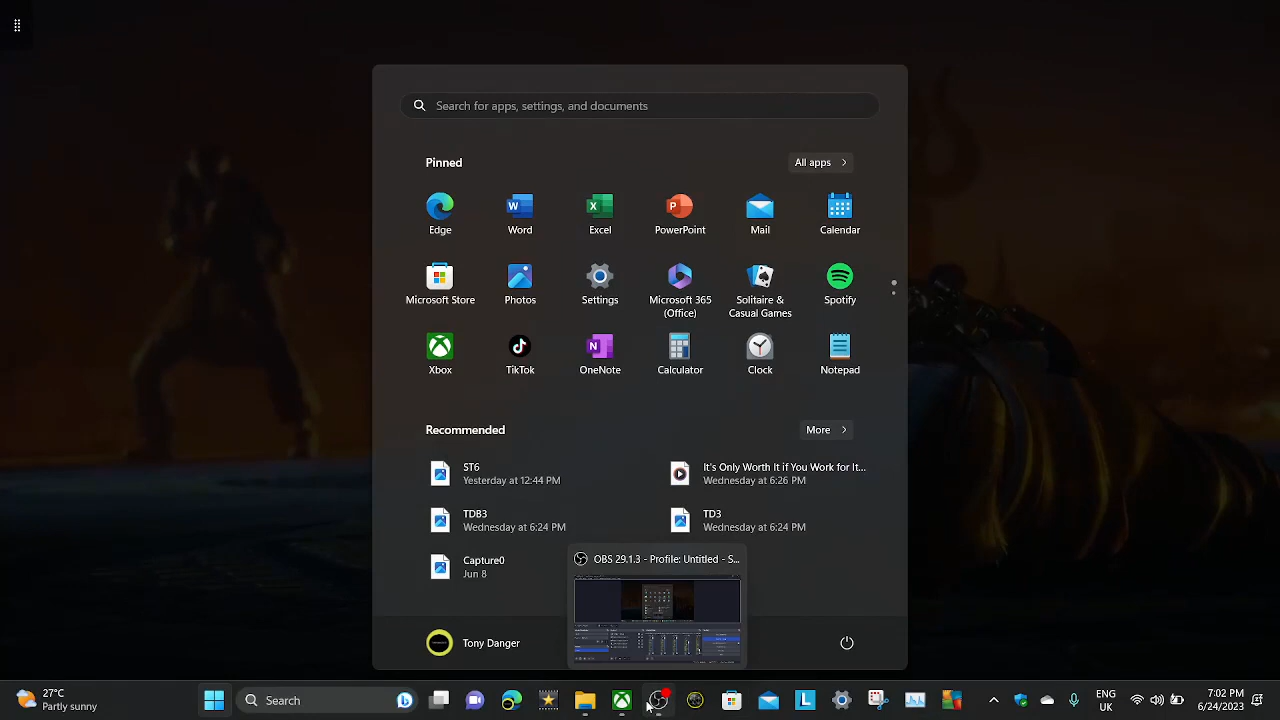 Search for apps, settings, and documents
Pinned
All apps
Edge
Word
Excel
PowerPoint
Mail
Calendar
Microsoft Store
Photos
Settings
Microsoft 365
(Office)
Solitaire &
Casual Games
Spotify
Xbox
TikTok
OneNote
Calculator
Clock
Notepad
Recommended
More
ST6
Yesterday at 12:44 PM
It's Only Worth It if You Work for It...
Wednesday at 6:26 PM
TDB3
Wednesday at 6:24 PM
TD3
Wednesday at 6:24 PM
Capture0
Jun 8
OBS 29.1.3 - Profile: Untitled - S...
Tony Danger
27°C
Partly sunny
Search
ENG
UK
7:02 PM
6/24/2023